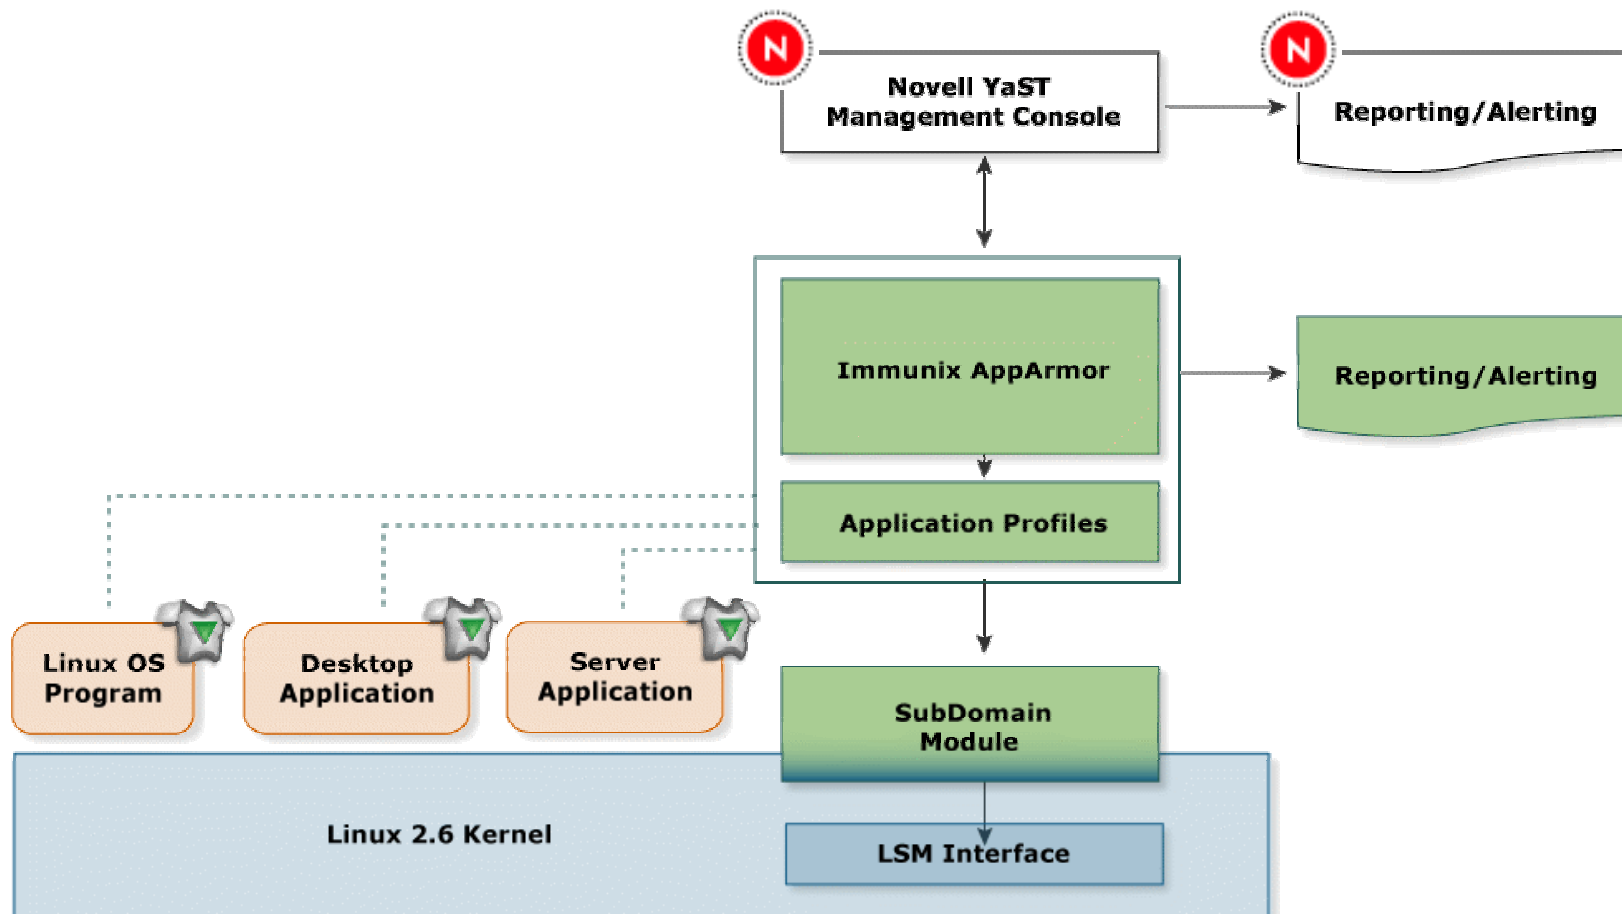 N
Novell YaST
Management Console
N
Reporting/Alerting
Immunix AppArmor
Reporting/Alerting
Application Profiles
Linux OS
Program
Desktop
Application
Server
Application
SubDomain
Module
Linux 2.6 Kernel
LSM Interface